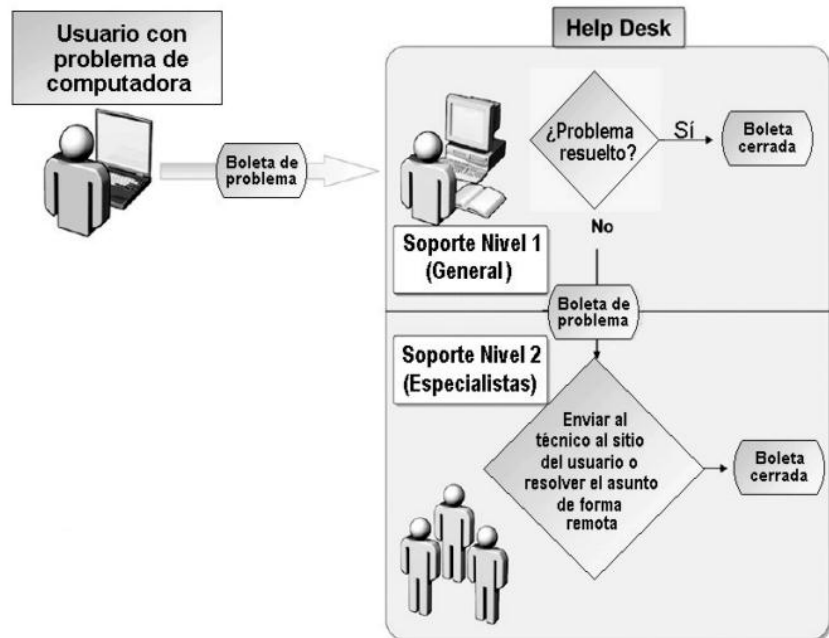 Usuario con
problema de
computadora
Boleta de
problema
Help Desk
¿Problema
resuelto?
Sí
Boleta
cerrada
No
Soporte Nivel 1
(General)
Boleta de
problema
Soporte Nivel 2
(Especialistas)
Enviar al
técnico al sitio
del usuario o
resolver el asunto
de forma
remota
Boleta
cerrada